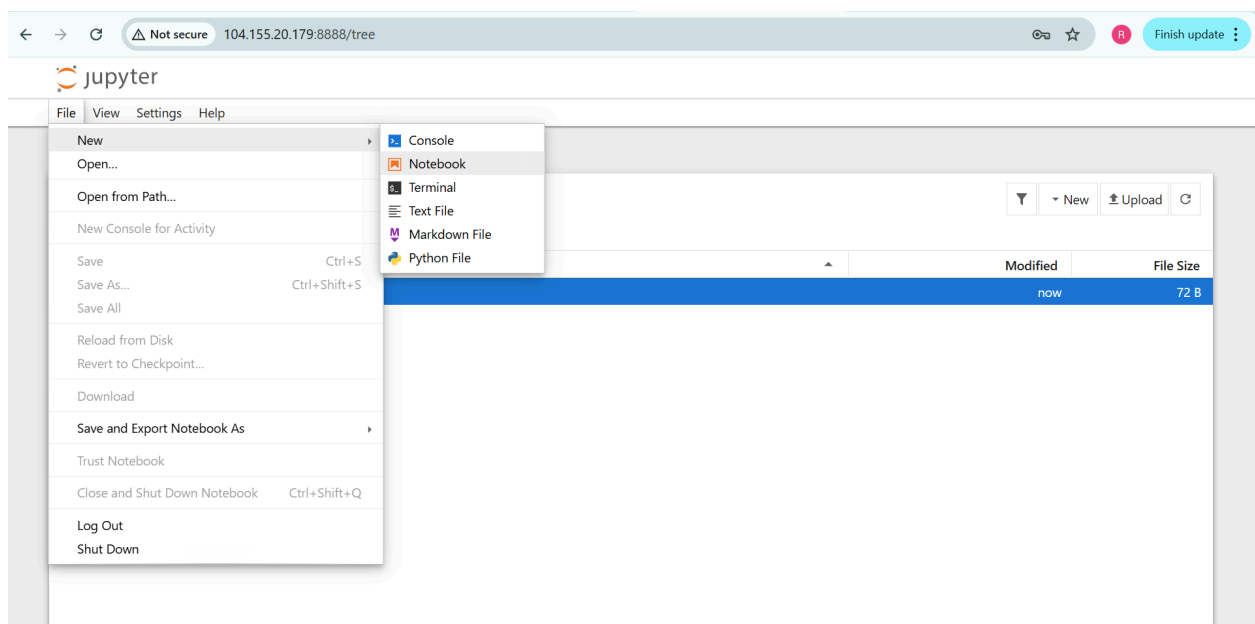 Not secure 104.155.20.179:8888/tree R Finish update
jupyter
File View Settings Help
New
Open...
Open from Path...
New Console for Activity
Save Ctrl+S
Save As... Ctrl+Shift+S
Save All
Reload from Disk
Revert to Checkpoint...
Download
Save and Export Notebook As
Trust Notebook
Close and Shut Down Notebook Ctrl+Shift+Q
Log Out
Shut Down
Console
Notebook
Terminal
Text File
Markdown File
Python File
New Upload
Modified File Size
now 72 B